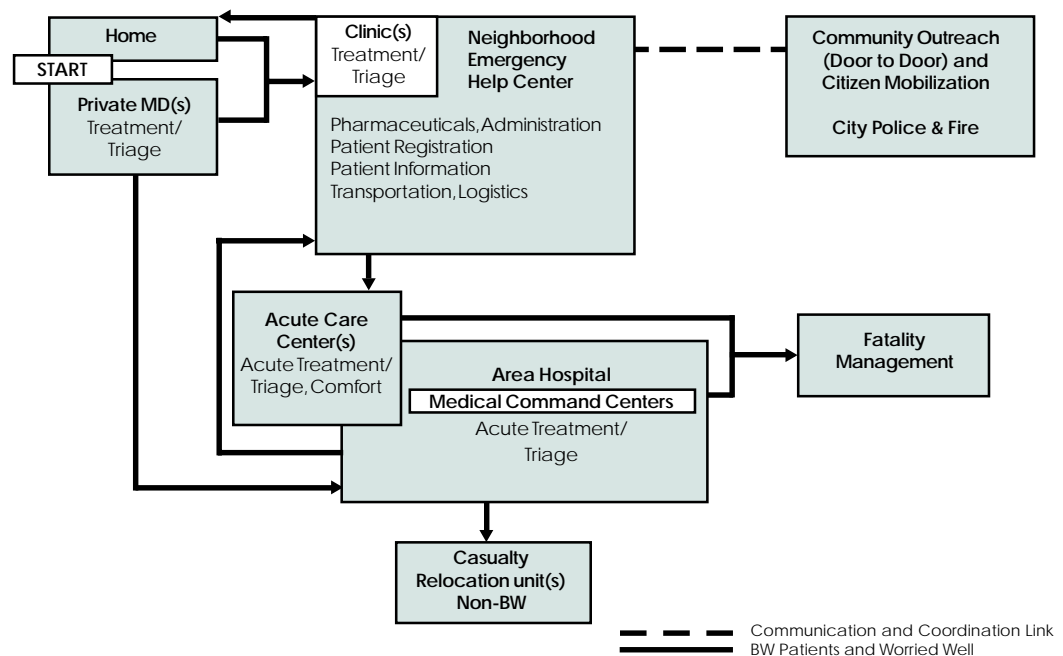 Home
START
Private MD(s)
Treatment/
Triage
Clinic(s)
Treatment/
Triage
Neighborhood
Emergency
Help Center
Pharmaceuticals, Administration
Patient Registration
Patient Information
Transportation, Logistics
Community Outreach
(Door to Door) and
Citizen Mobilization
City Police & Fire
Acute Care
Center(s)
Acute Treatment/
Triage, Comfort
Area Hospital
Medical Command Centers
Acute Treatment/
Triage
Fatality
Management
Casualty
Relocation unit(s)
Non-BW
Communication and Coordination Link
BW Patients and Worried Well